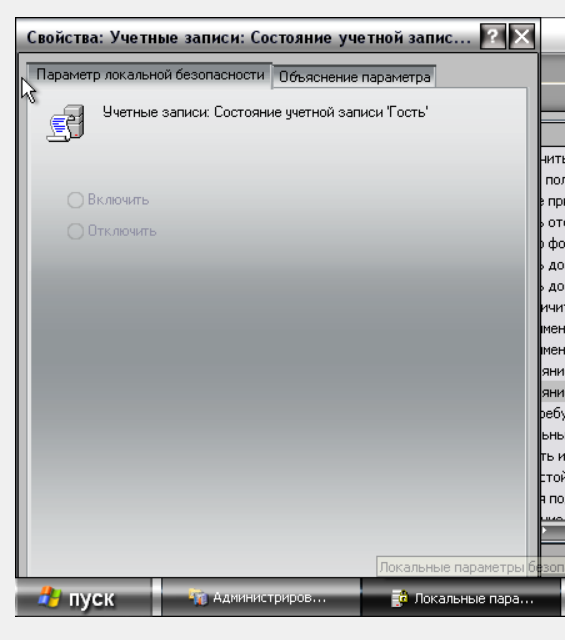 Свойства: Учетные записи: Состояние учетной запис...
Параметр локальной безопасности
Объяснение параметра
Учетные записи: Состояние учетной записи 'Гость'
Включить
Отключить
Локальные параметры безоп
пуск
Администриров...
Локальные пара...